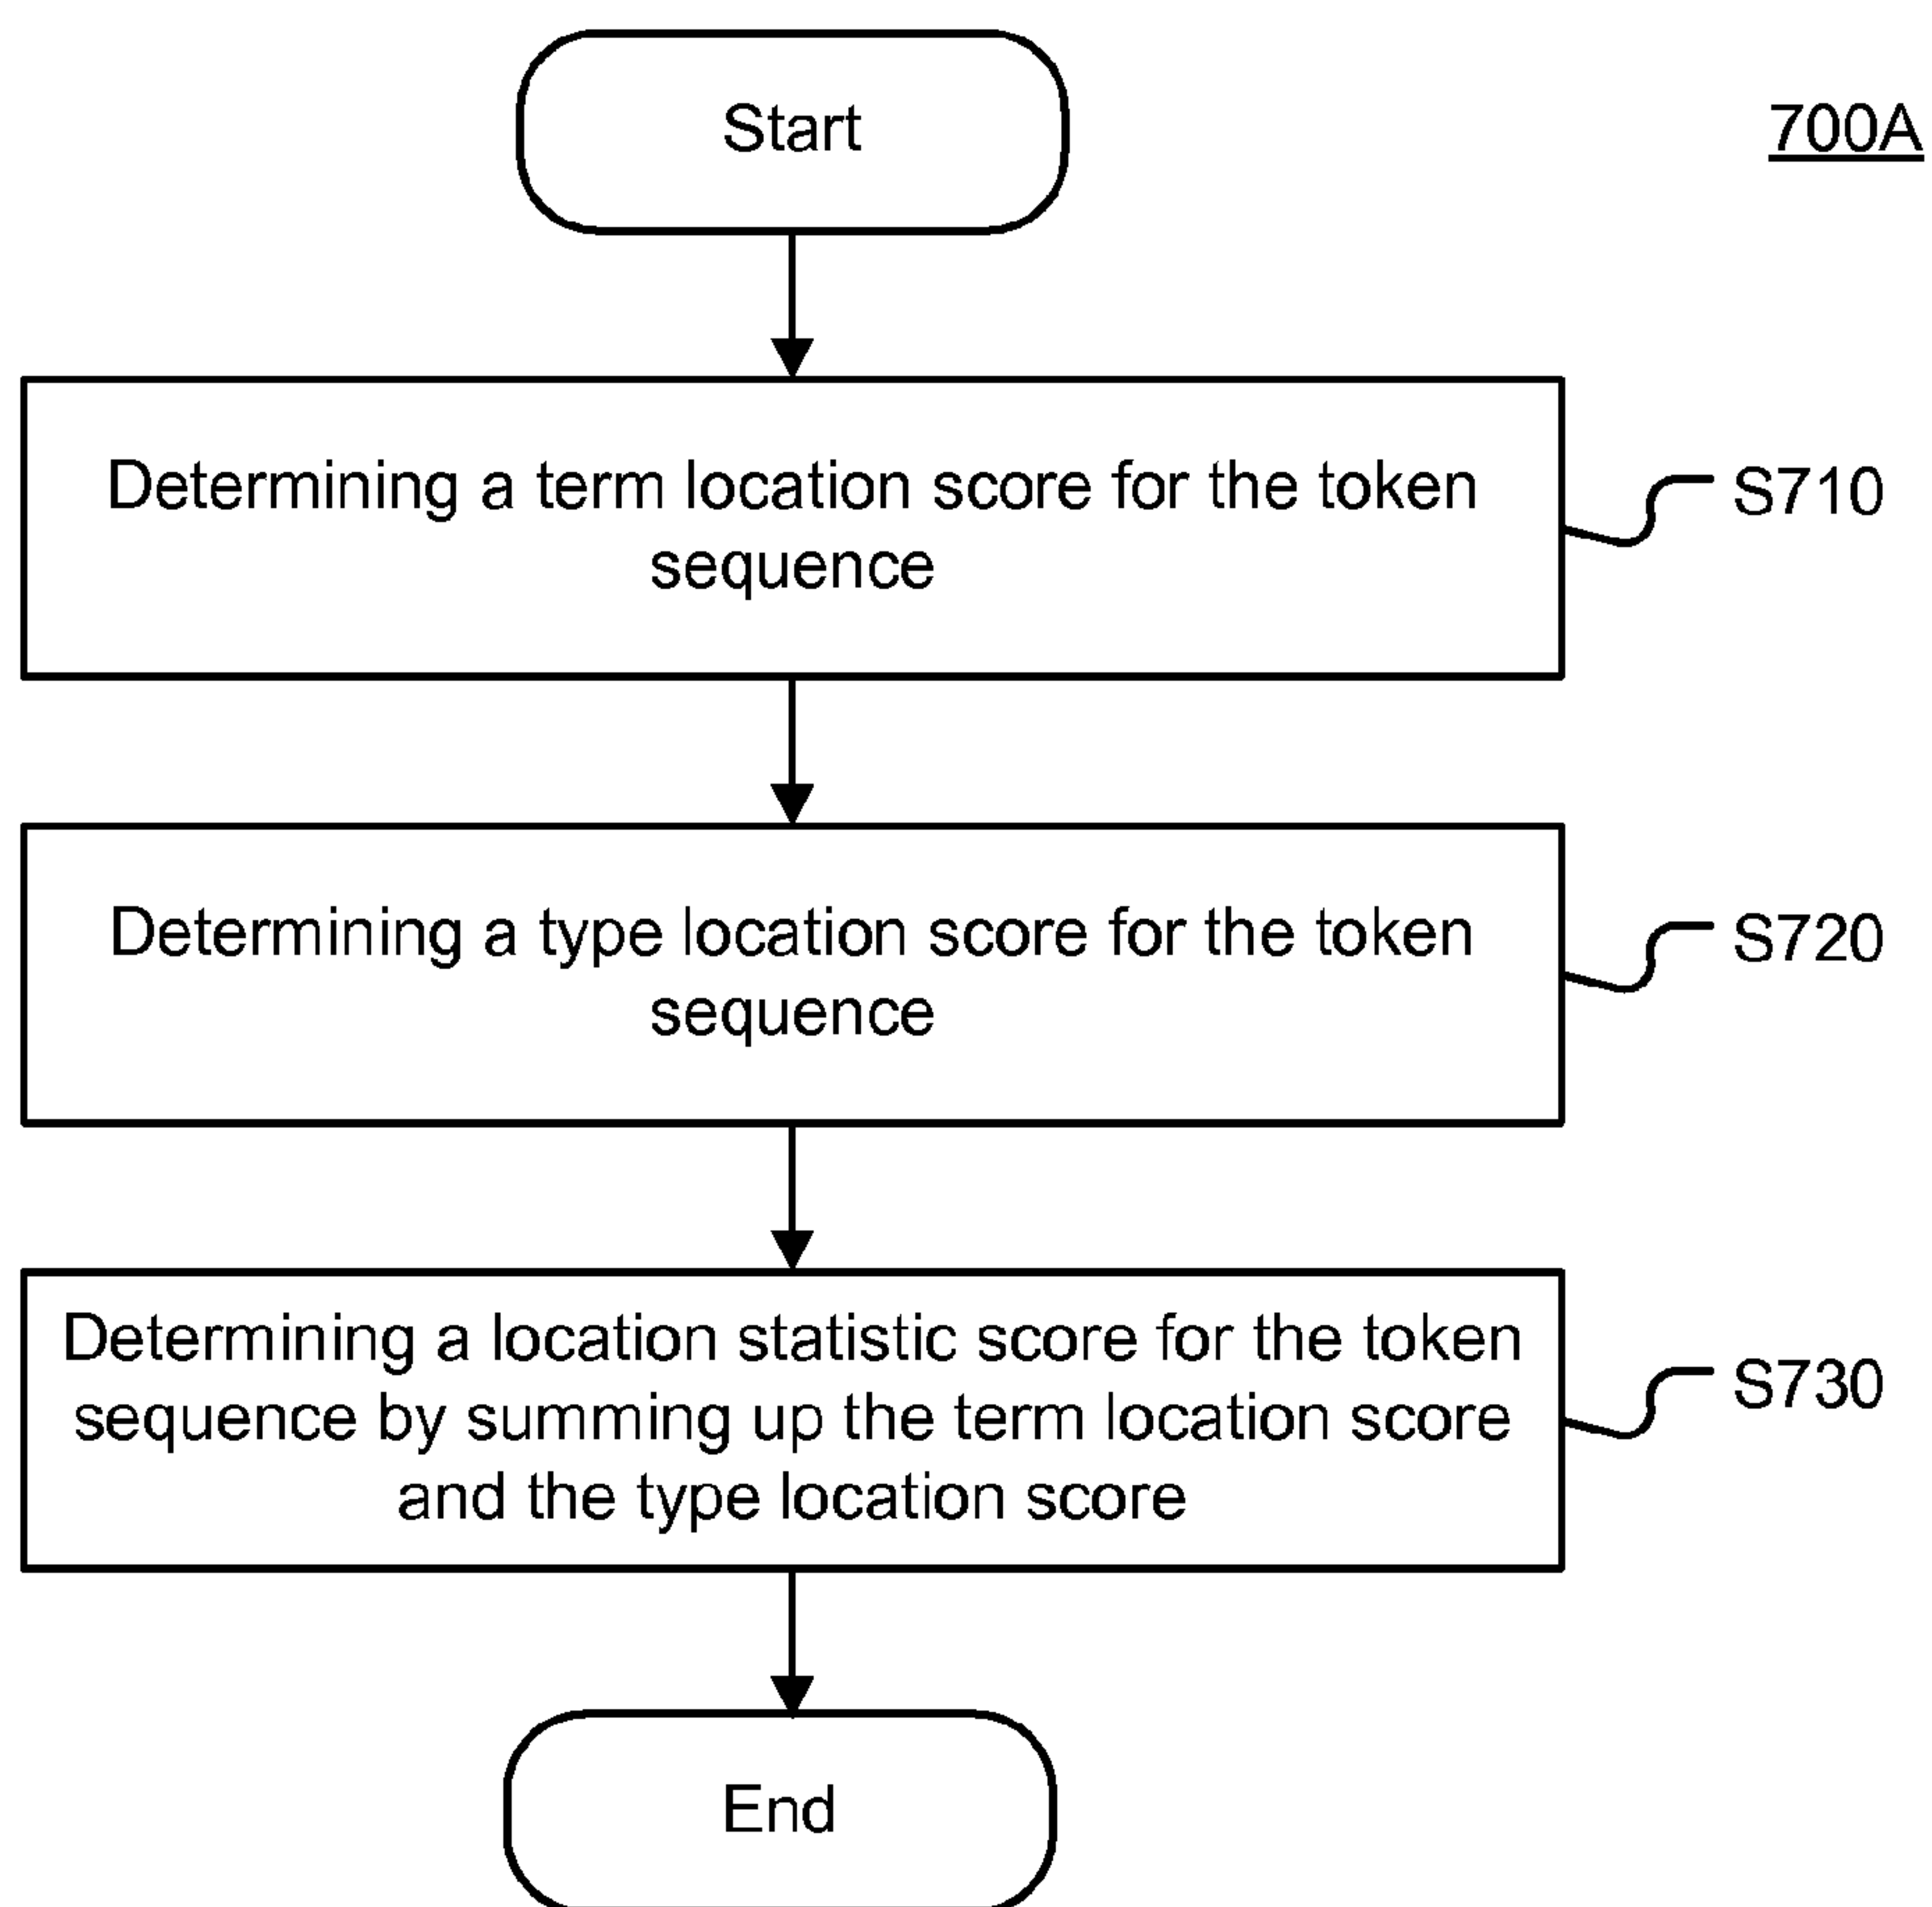 Start
700A
Determining a term location score for the token
sequence
S710
Determining a type location score for the token
sequence
S720
Determining a location statistic score for the token
sequence by summing up the term location score
and the type location score
S730
End